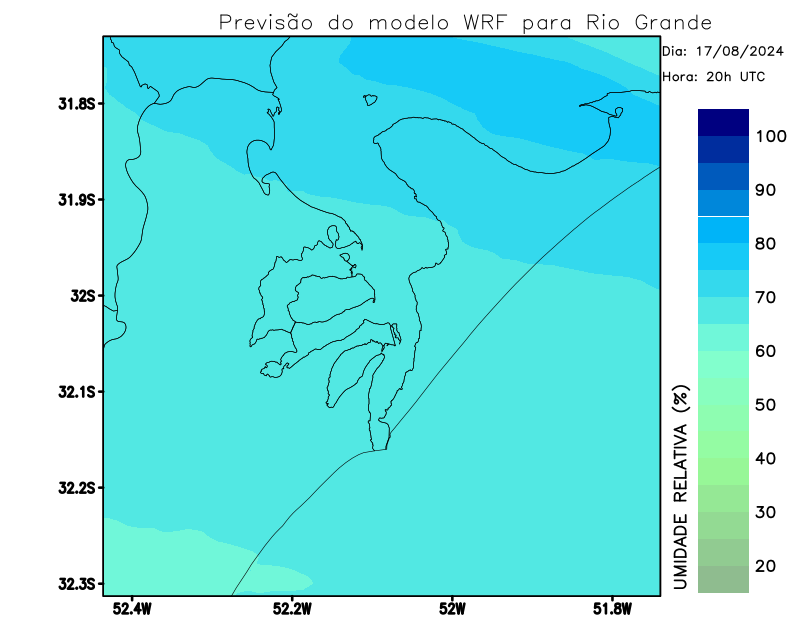 Previsão do modelo WRF para Rio Grande
Dia: 17/08/2024
Hora: 20h UTC
31.8S
31.9S
32S
32.1S
32.2S
32.3S
52.4W
52.2W
52W
51.8W
100
90
80
70
60
50
40
30
20
UMIDADE RELATIVA (%)